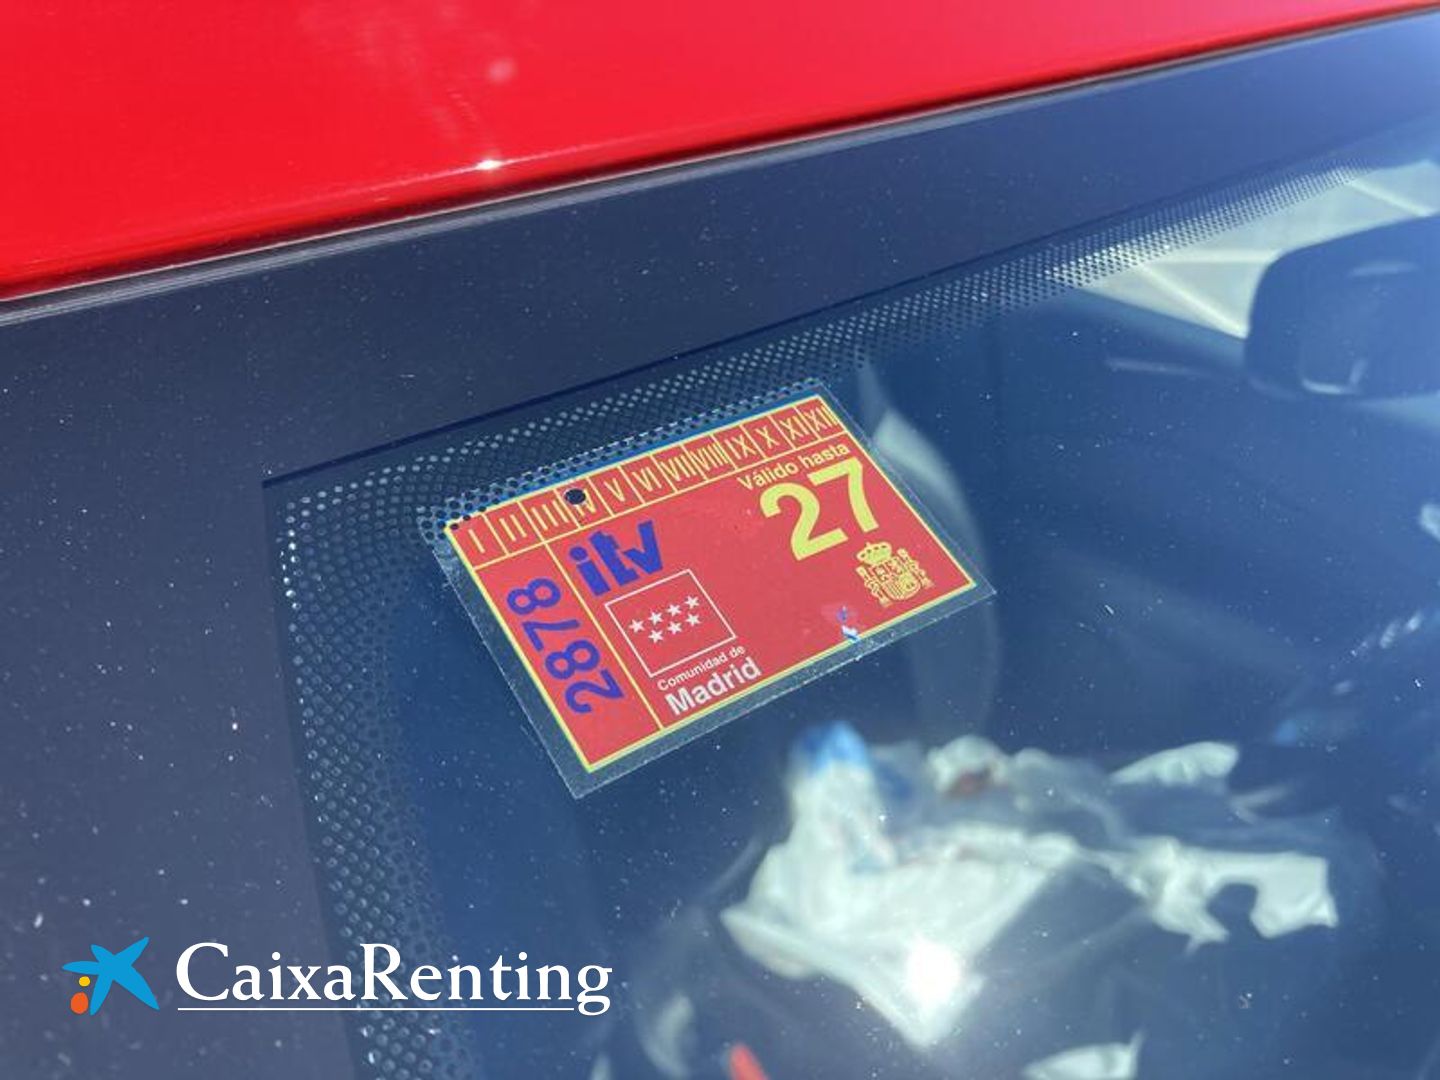 I II III IV V VI VII VIII IX X XI XII
Válido hasta
27
itv
2878
Comunidad de
Madrid
CaixaRenting